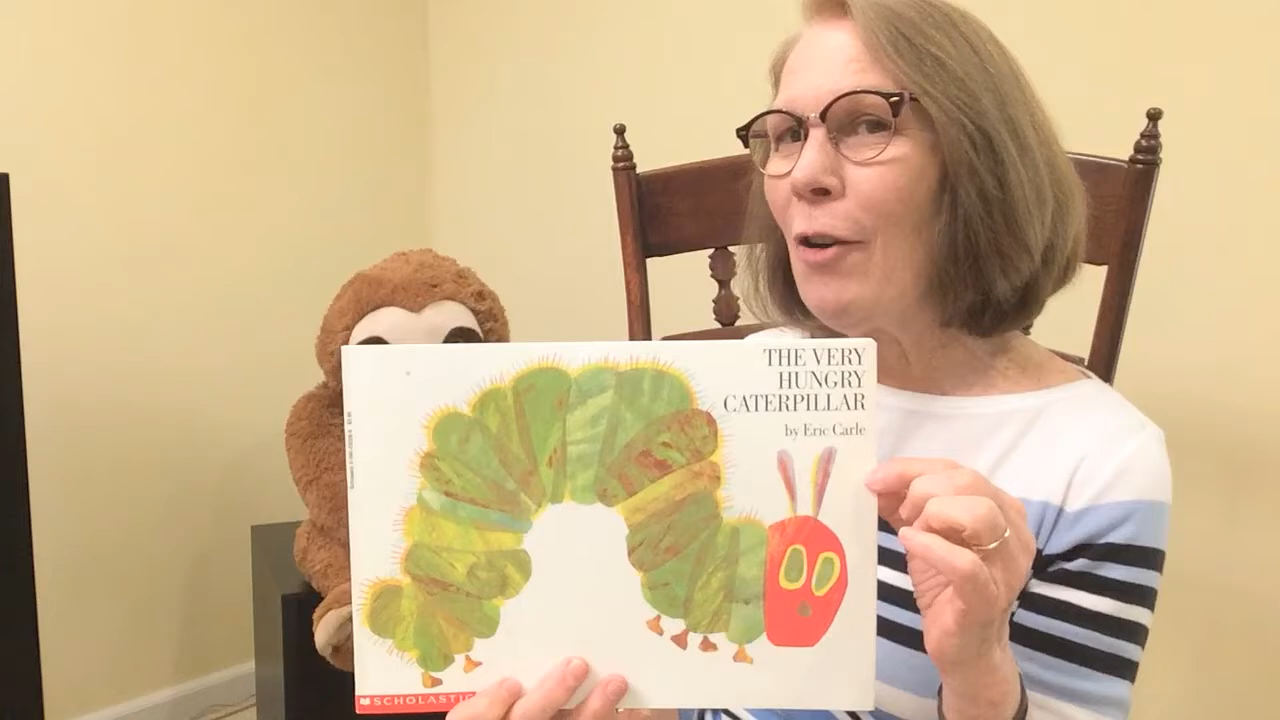 THE VERY
HUNGRY
CATERPILLAR
by Eric Carle
SCHOLASTIC